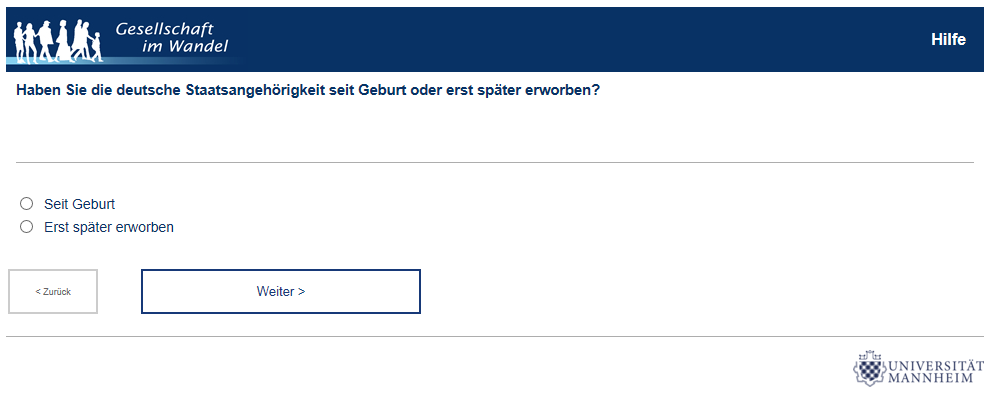 Gesellschaft
im Wandel
Hilfe
Haben Sie die deutsche Staatsangehörigkeit seit Geburt oder erst später erworben?
Seit Geburt
Erst später erworben
< Zurück
Weiter >
UNIVERSITÄT
MANNHEIM